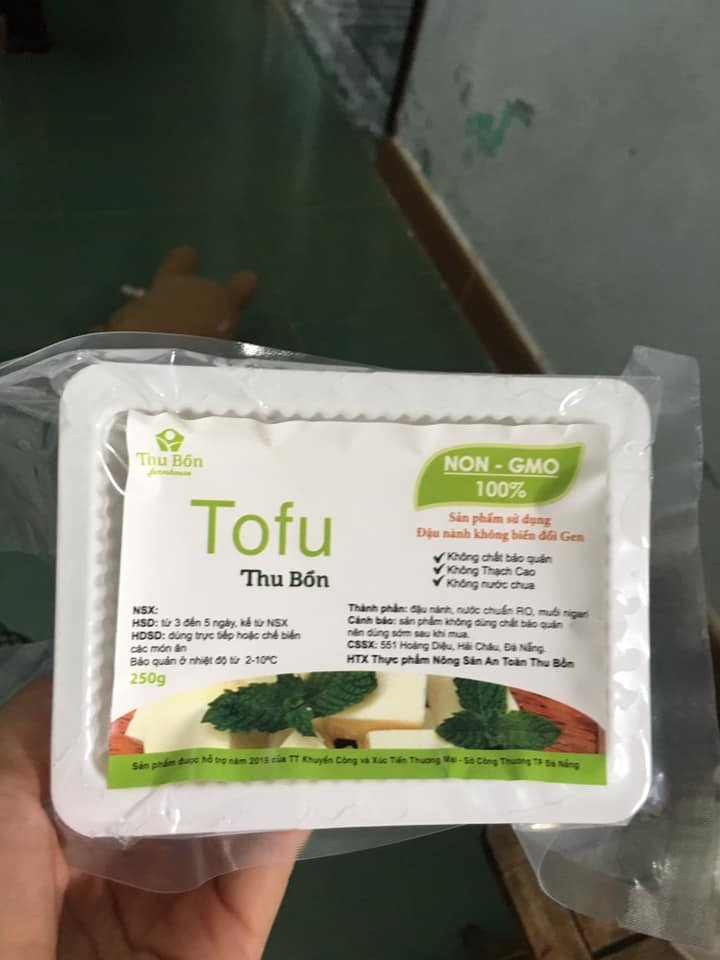 Thu Bồn
farmhouse
NON - GMO
100%
Tofu
Thu Bồn
Sản phẩm sử dụng
Đậu nành không biến đổi Gen
Không chất bảo quản
Không Thạch Cao
Không nước chua
NSX:
HSD: từ 3 đến 5 ngày, kể từ NSX
HDSD: dùng trực tiếp hoặc chế biến
các món ăn
Bảo quản ở nhiệt độ từ 2-10ºC
250g
Thành phần: đậu nành, nước chuẩn RO, muối nigari
Cảnh báo: sản phẩm không dùng chất bảo quản
nên dùng sớm sau khi mua.
CSSX: 551 Hoàng Diệu, Hải Châu, Đà Nẵng.
HTX Thực phẩm Nông Sản An Toàn Thu Bồn
Sản phẩm được hỗ trợ năm 2019 của TT Khuyến Công và Xúc Tiến Thương Mại - Sở Công Thương TP Đà Nẵng